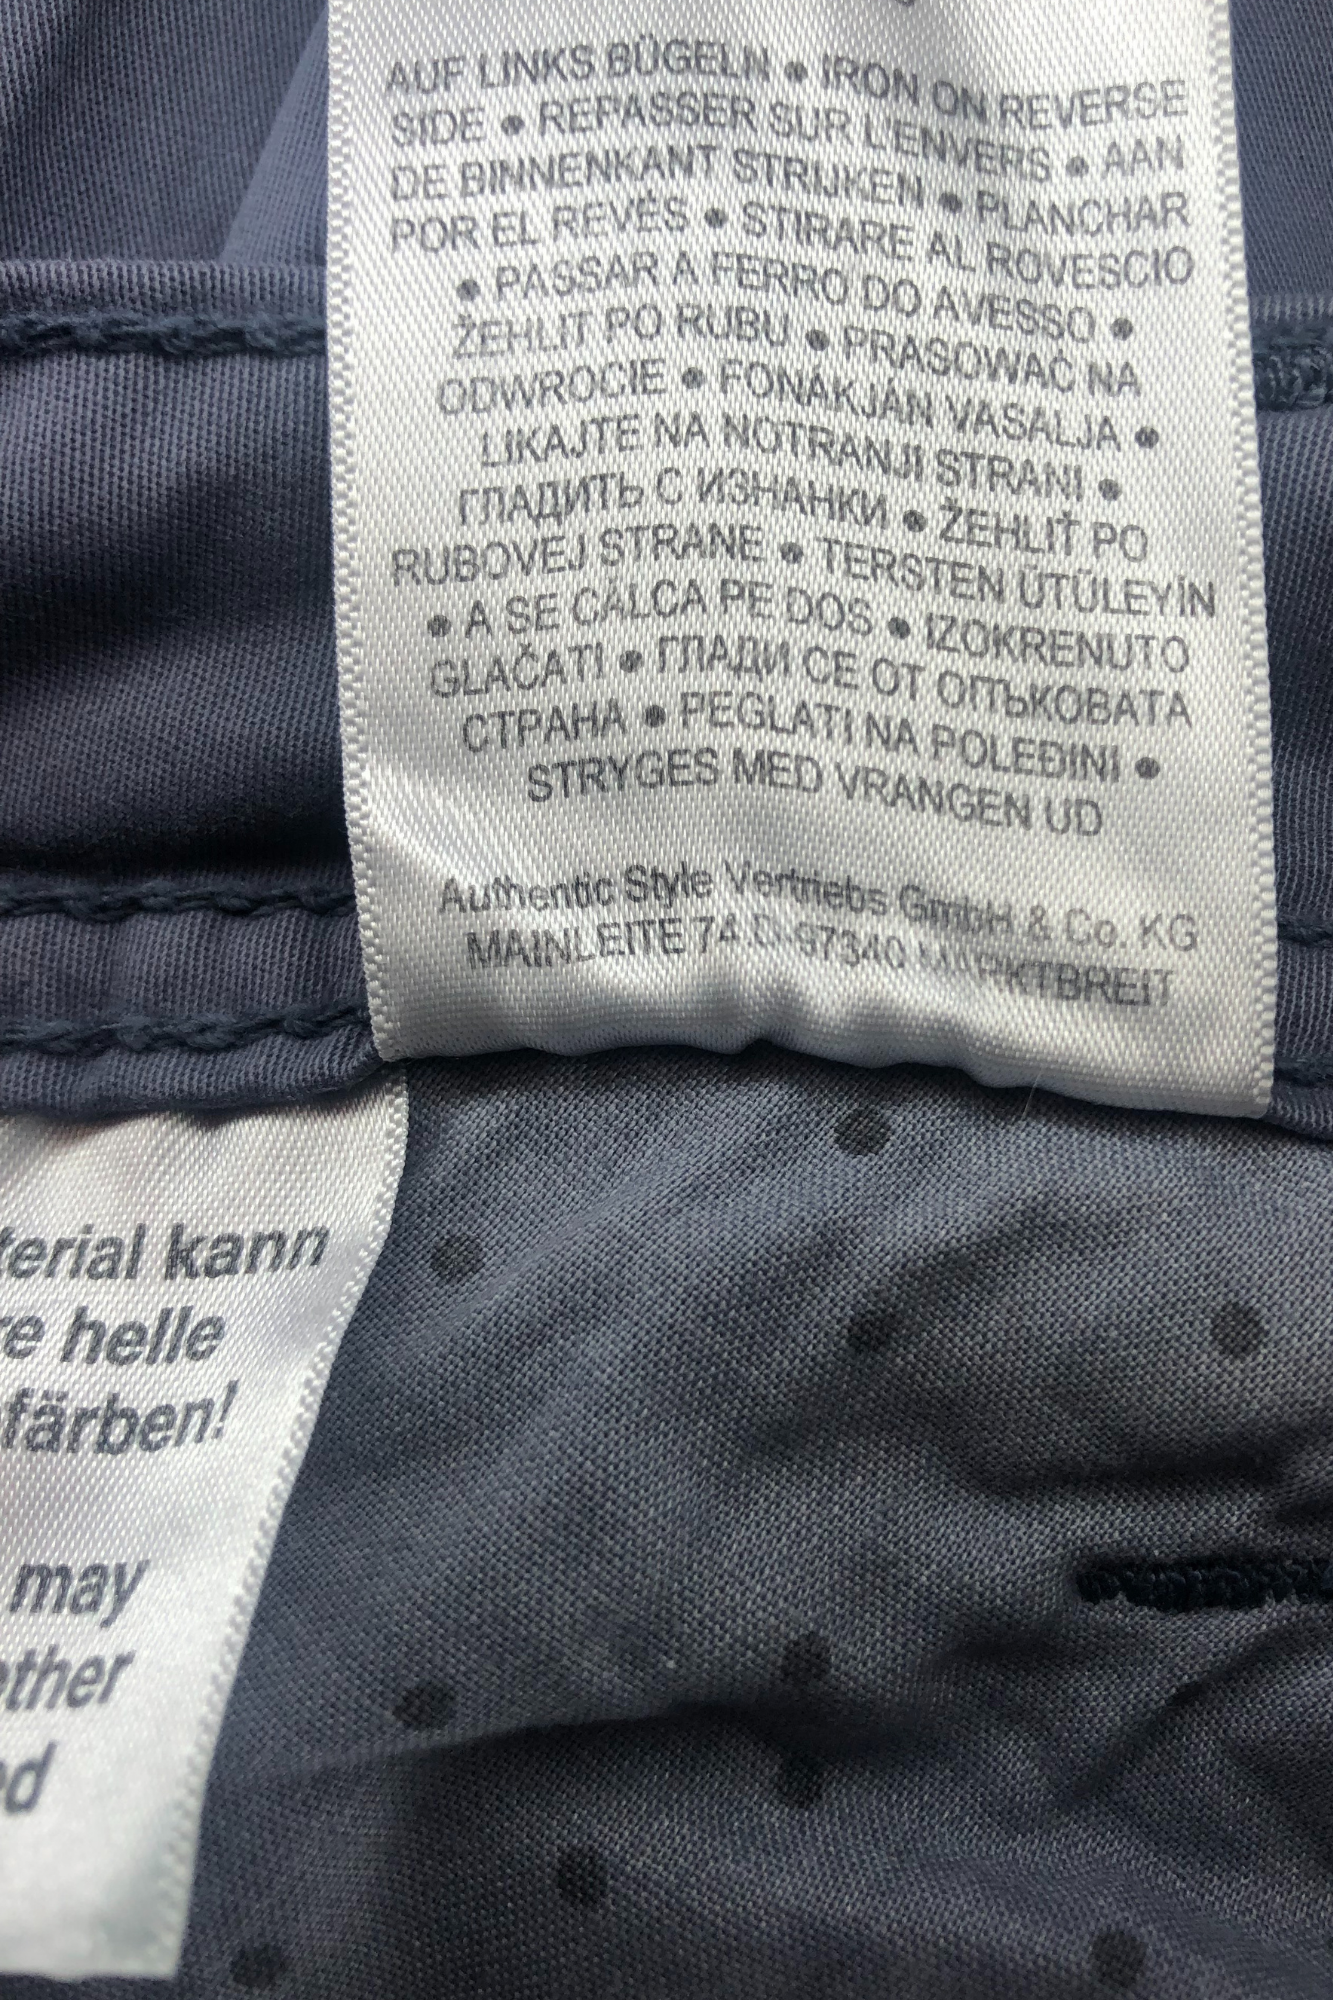 AUF LINKS BÜGELN • IRON ON REVERSE
SIDE • REPASSER SUR L'ENVERS • AAN
DE BINNENKANT STRIJKEN • PLANCHAR
POR EL REVÉS • STIRARE AL ROVESCIO
• PASSAR A FERRO DO AVESSO •
ŽEHLIT PO RUBU • PRASOWAĆ NA
ODWROCIE • FONAKJÁN VASALJA •
LIKAJTE NA NOTRANJI STRANI •
ГЛАДИТЬ С ИЗНАНКИ • ŽEHLIŤ PO
RUBOVEJ STRANE • TERSTEN ÜTÜLEYİN
• A SE CĂLCA PE DOS • IZOKRENUTO
GLAČATI • ГЛАДИ СЕ ОТ ОПЪКОВАТА
СТРАНА • PEGLATI NA POLEĐINI •
STRYGES MED VRANGEN UD
Authentic Style Vertriebs GmbH & Co. KG
MAINLEITE 74, D-97340 MARKTBREIT
terial kann
re helle
färben!
may
other
ed